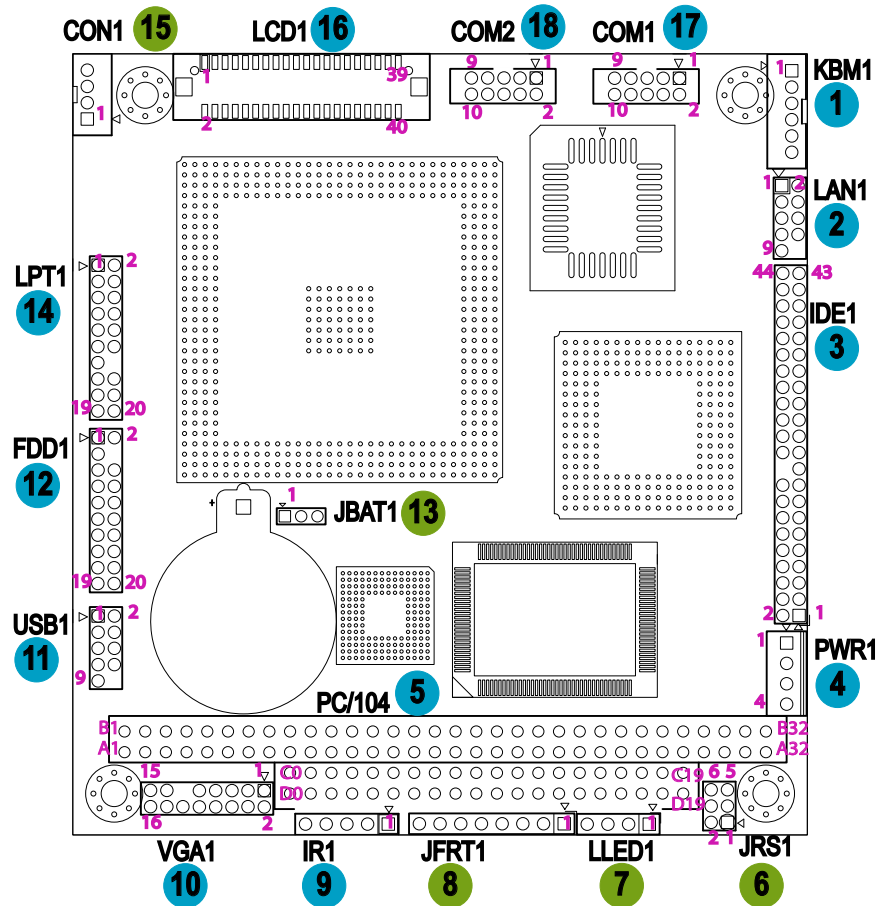 CON1 15
LCD1 16
COM2 18
COM1 17
1 39
2 40
9 1
10 2
9 1
10 2
1
1
KBM1
1
1 2
LAN1
2
9
44 43
IDE1
3
2 1
LPT1
14
1 2
19 20
FDD1
12
1 2
19 20
+
1
JBAT1 13
USB1
11
1 2
9
1
PWR1
4
4
PC/104 5
B1 B32
A1 A32
C0 C19
D0 D19
15 1
16 2
1
1
1
6 5
2 1
VGA1
10
IR1
9
JFRT1
8
LLED1
7
JRS1
6